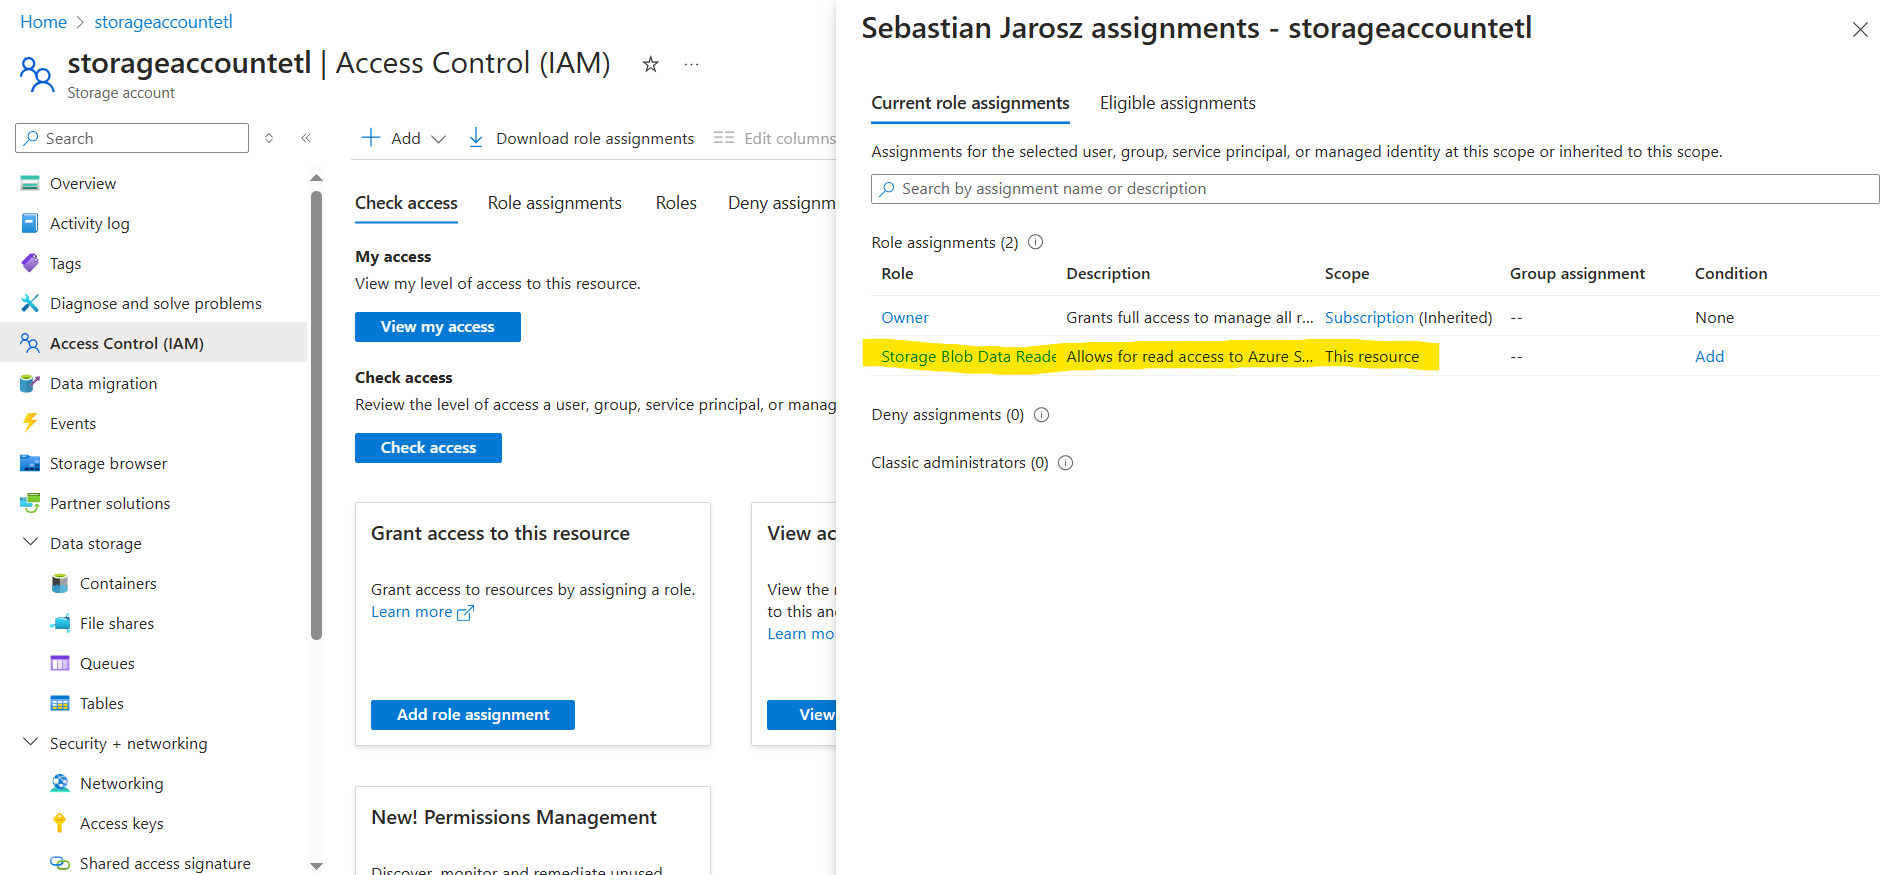 Home > storageaccountetl
storageaccountetl | Access Control (IAM)
Storage account
Search
Overview
Activity log
Tags
Diagnose and solve problems
Access Control (IAM)
Data migration
Events
Storage browser
Partner solutions
Data storage
Containers
File shares
Queues
Tables
Security + networking
Networking
Access keys
Shared access signature
Add
Download role assignments
Edit columns
Check access
Role assignments
Roles
Deny assignm
My access
View my level of access to this resource.
View my access
Check access
Review the level of access a user, group, service principal, or manag
Check access
Grant access to this resource
Grant access to resources by assigning a role.
Learn more
Add role assignment
View ac
View the
to this an
Learn mo
View
New! Permissions Management
Discover, monitor and remediate unused
Sebastian Jarosz assignments - storageaccountetl
Current role assignments
Eligible assignments
Assignments for the selected user, group, service principal, or managed identity at this scope or inherited to this scope.
Search by assignment name or description
Role assignments (2)
Role Description Scope Group assignment Condition
Owner Grants full access to manage all r... Subscription (Inherited) -- None
Storage Blob Data Reade Allows for read access to Azure S... This resource -- Add
Deny assignments (0)
Classic administrators (0)